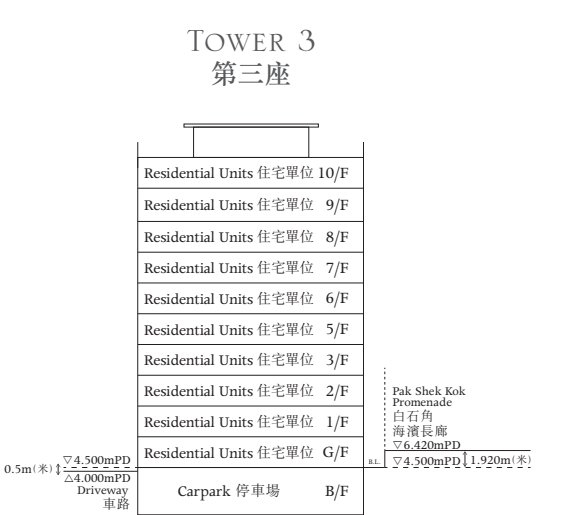 TOWER 3
第三座
Residential Units 住宅單位 10/F
Residential Units 住宅單位 9/F
Residential Units 住宅單位 8/F
Residential Units 住宅單位 7/F
Residential Units 住宅單位 6/F
Residential Units 住宅單位 5/F
Residential Units 住宅單位 3/F
Residential Units 住宅單位 2/F
Residential Units 住宅單位 1/F
Residential Units 住宅單位 G/F
Carpark 停車場 B/F
▽4.500mPD
0.5m(米)
△4.000mPD
Driveway
車路
Pak Shek Kok
Promenade
白石角
海濱長廊
▽6.420mPD
B.L.
▽4.500mPD
1.920m(米)